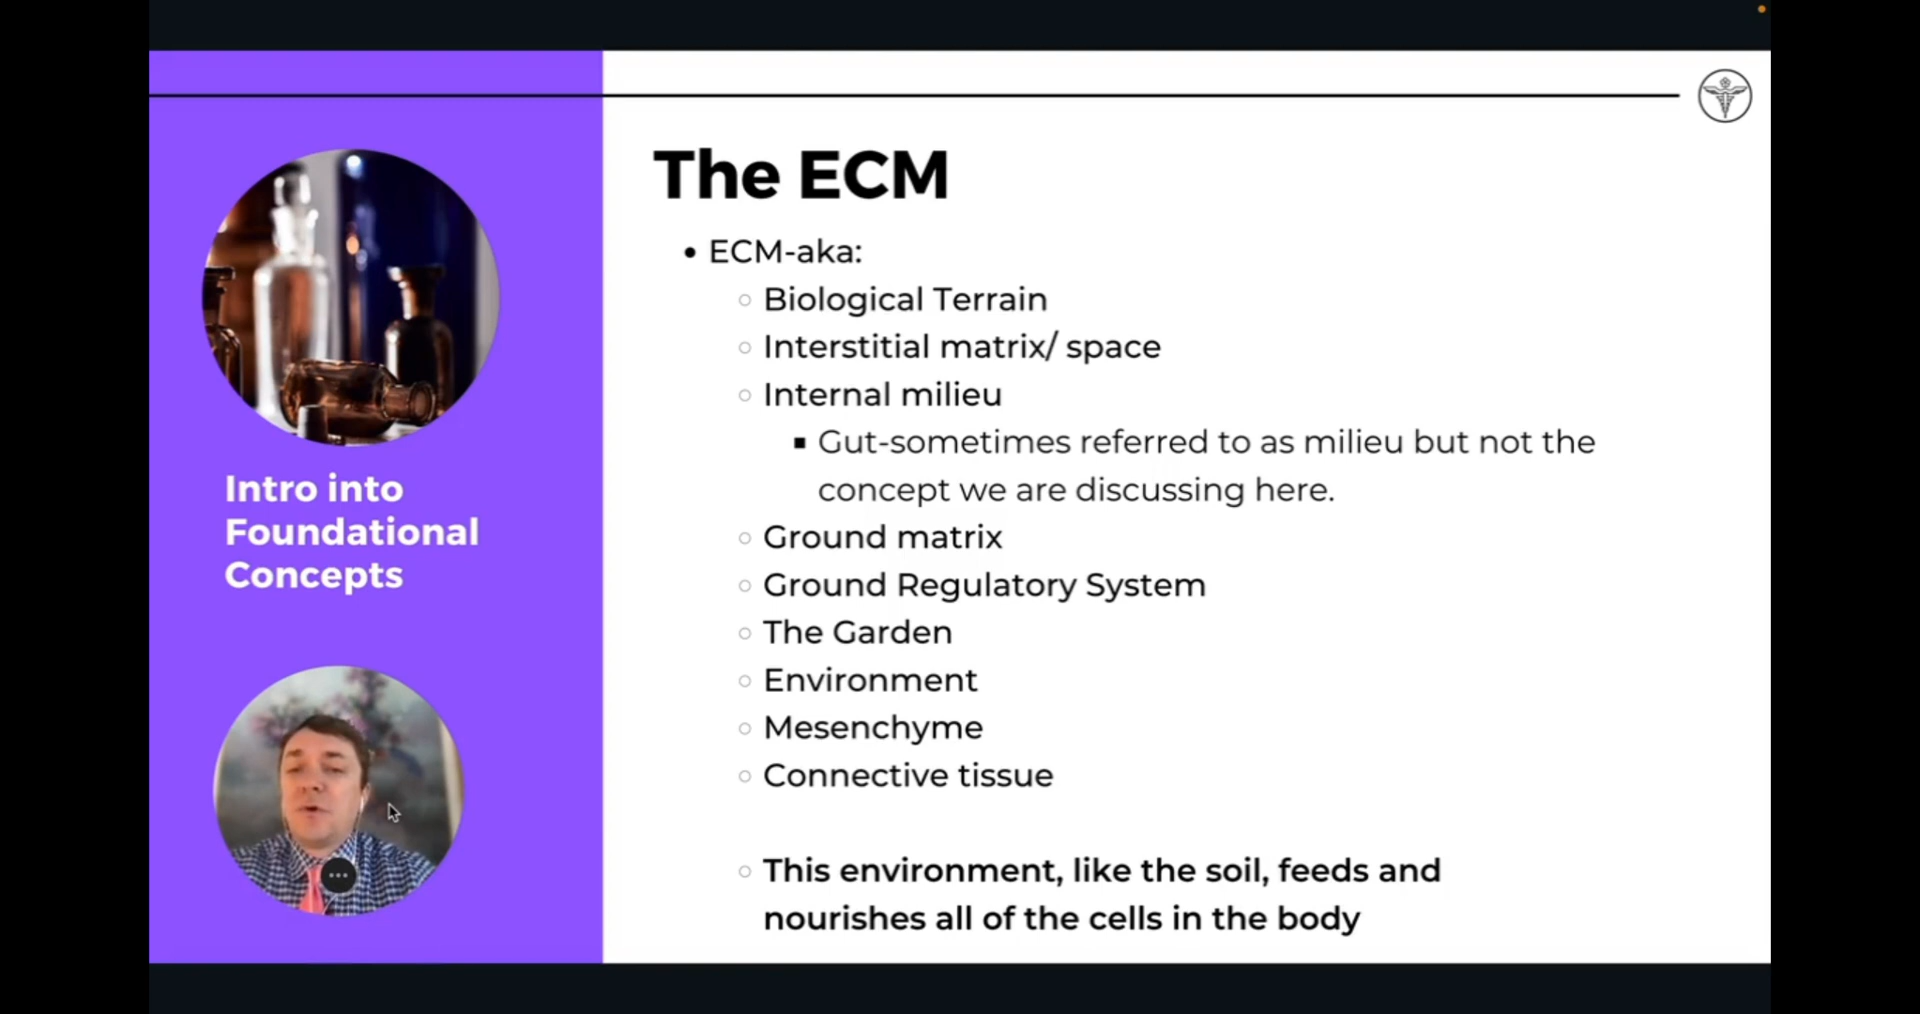 The ECM
ECM-aka:
Biological Terrain
Interstitial matrix/ space
Internal milieu
Gut-sometimes referred to as milieu but not the
concept we are discussing here.
Ground matrix
Ground Regulatory System
The Garden
Environment
Mesenchyme
Connective tissue
This environment, like the soil, feeds and
nourishes all of the cells in the body
Intro into
Foundational
Concepts